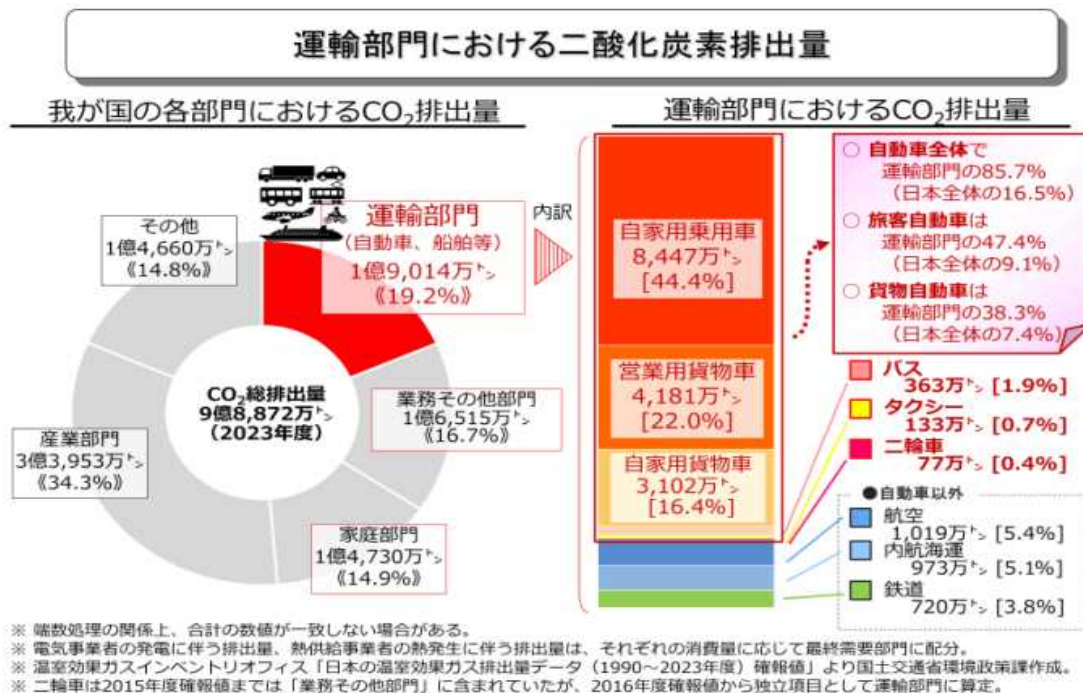 運輸部門における二酸化炭素排出量
我が国の各部門におけるCO₂排出量
その他
1億4,660万㌧
《14.8%》
運輸部門
(自動車、船舶等)
1億9,014万㌧
《19.2%》
CO₂総排出量
9億8,872万㌧
(2023年度)
業務その他部門
1億6,515万㌧
《16.7%》
産業部門
3億3,953万㌧
《34.3%》
家庭部門
1億4,730万㌧
《14.9%》
内訳
運輸部門におけるCO₂排出量
自家用乗用車
8,447万㌧
[44.4%]
営業用貨物車
4,181万㌧
[22.0%]
自家用貨物車
3,102万㌧
[16.4%]
○ 自動車全体で
運輸部門の85.7%
(日本全体の16.5%)
○ 旅客自動車は
運輸部門の47.4%
(日本全体の9.1%)
○ 貨物自動車は
運輸部門の38.3%
(日本全体の7.4%)
バス
363万㌧ [1.9%]
タクシー
133万㌧ [0.7%]
二輪車
77万㌧ [0.4%]
●自動車以外
航空
1,019万㌧ [5.4%]
内航海運
973万㌧ [5.1%]
鉄道
720万㌧ [3.8%]
※ 端数処理の関係上、合計の数値が一致しない場合がある。
※ 電気事業者の発電に伴う排出量、熱供給事業者の熱発生に伴う排出量は、それぞれの消費量に応じて最終需要部門に配分。
※ 温室効果ガスインベントリオフィス「日本の温室効果ガス排出量データ(1990~2023年度)確報値」より国土交通省環境政策課作成。
※ 二輪車は2015年度確報値までは「業務その他部門」に含まれていたが、2016年度確報値から独立項目として運輸部門に算定。